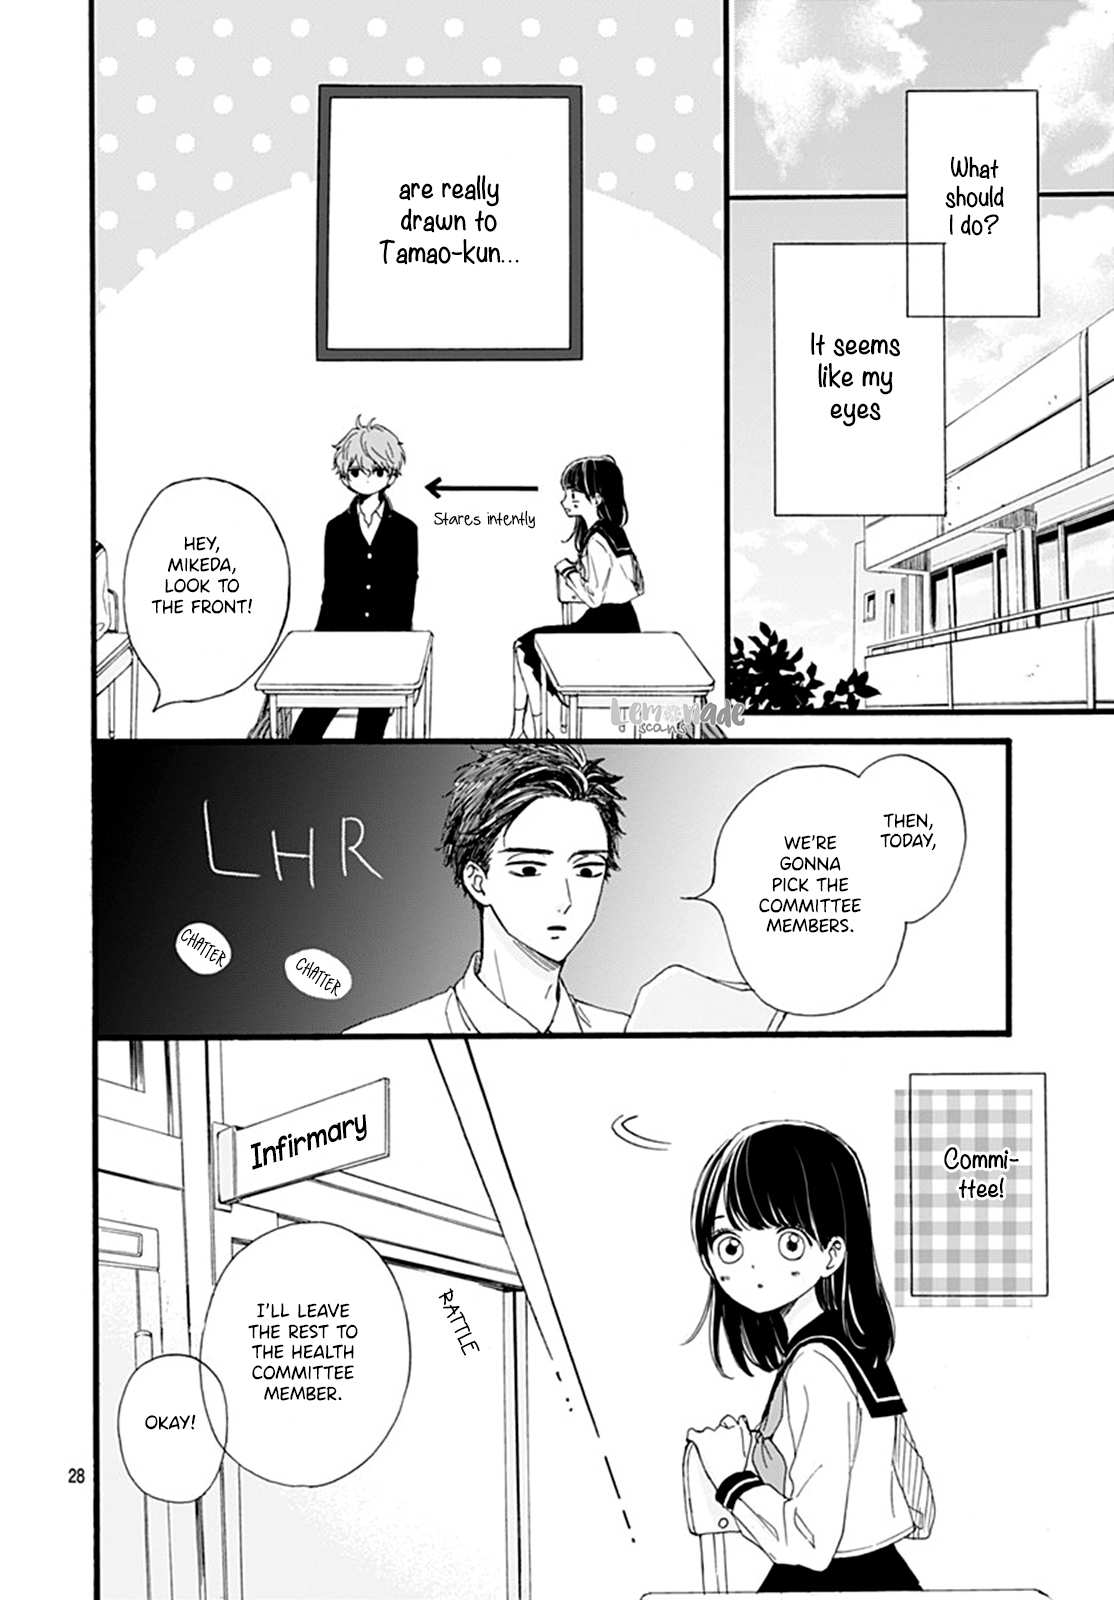 What
should
I do?
It seems
like my
eyes
are really
drawn to
Tamao-kun...
Stares intently
HEY,
MIKEDA,
LOOK TO
THE FRONT!
Lemonade
scans
THEN,
TODAY,
WE'RE
GONNA
PICK THE
COMMITTEE
MEMBERS.
LHR
CHATTER
CHATTER
Commi-
ttee!
Infirmary
RATTLE
I'LL LEAVE
THE REST TO
THE HEALTH
COMMITTEE
MEMBER.
OKAY!
28